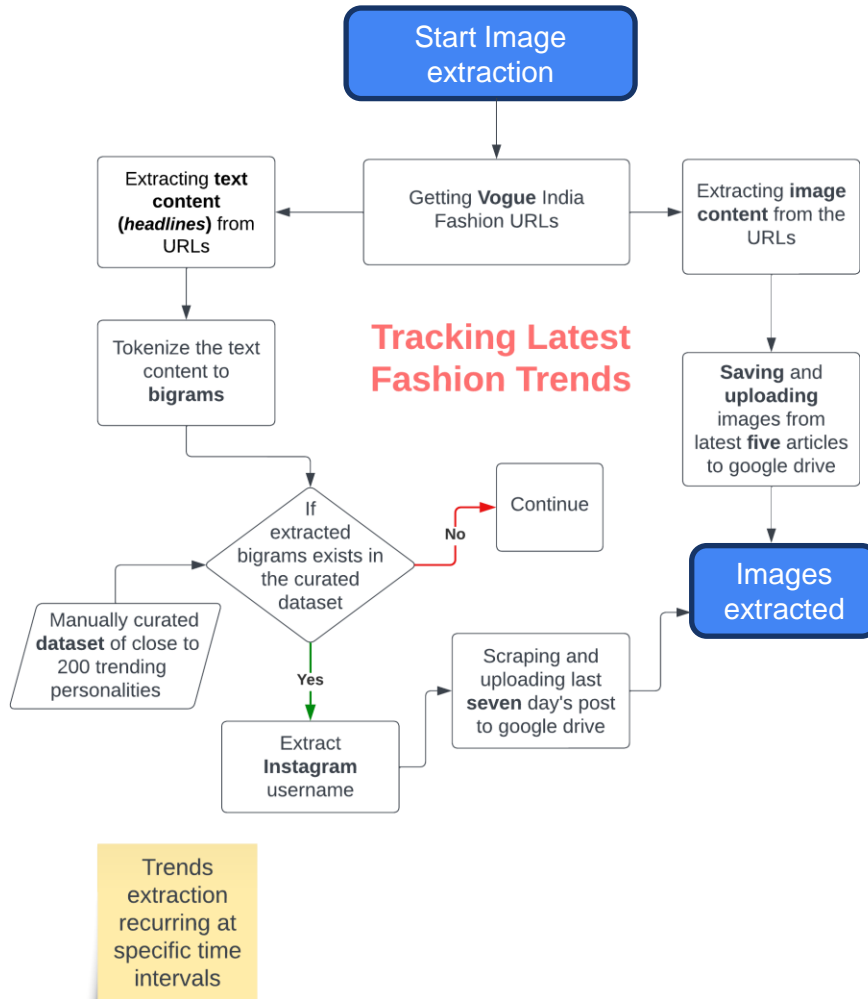 Start Image
extraction
Extracting text
content
(headlines) from
URLs
Getting Vogue India
Fashion URLs
Extracting image
content from the
URLs
Tracking Latest
Fashion Trends
Tokenize the text
content to
bigrams
Saving and
uploading
images from
latest five articles
to google drive
If
extracted
bigrams exists in
the curated
dataset
No
Continue
Images
extracted
Manually curated
dataset of close to
200 trending
personalities
Yes
Scraping and
uploading last
seven day's post
to google drive
Extract
Instagram
username
Trends
extraction
recurring at
specific time
intervals